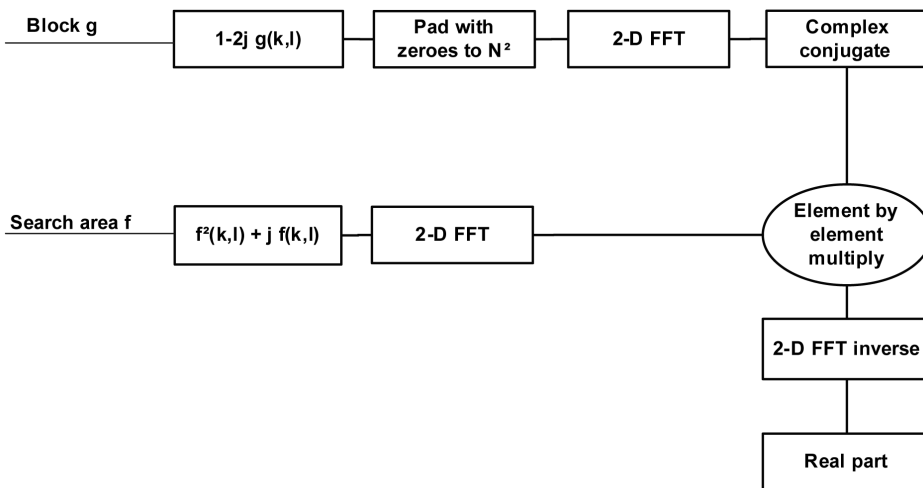 Block g
1-2j g(k,l)
Pad with
zeroes to N²
2-D FFT
Complex
conjugate
Search area f
f²(k,l) + j f(k,l)
2-D FFT
Element by
element
multiply
2-D FFT inverse
Real part